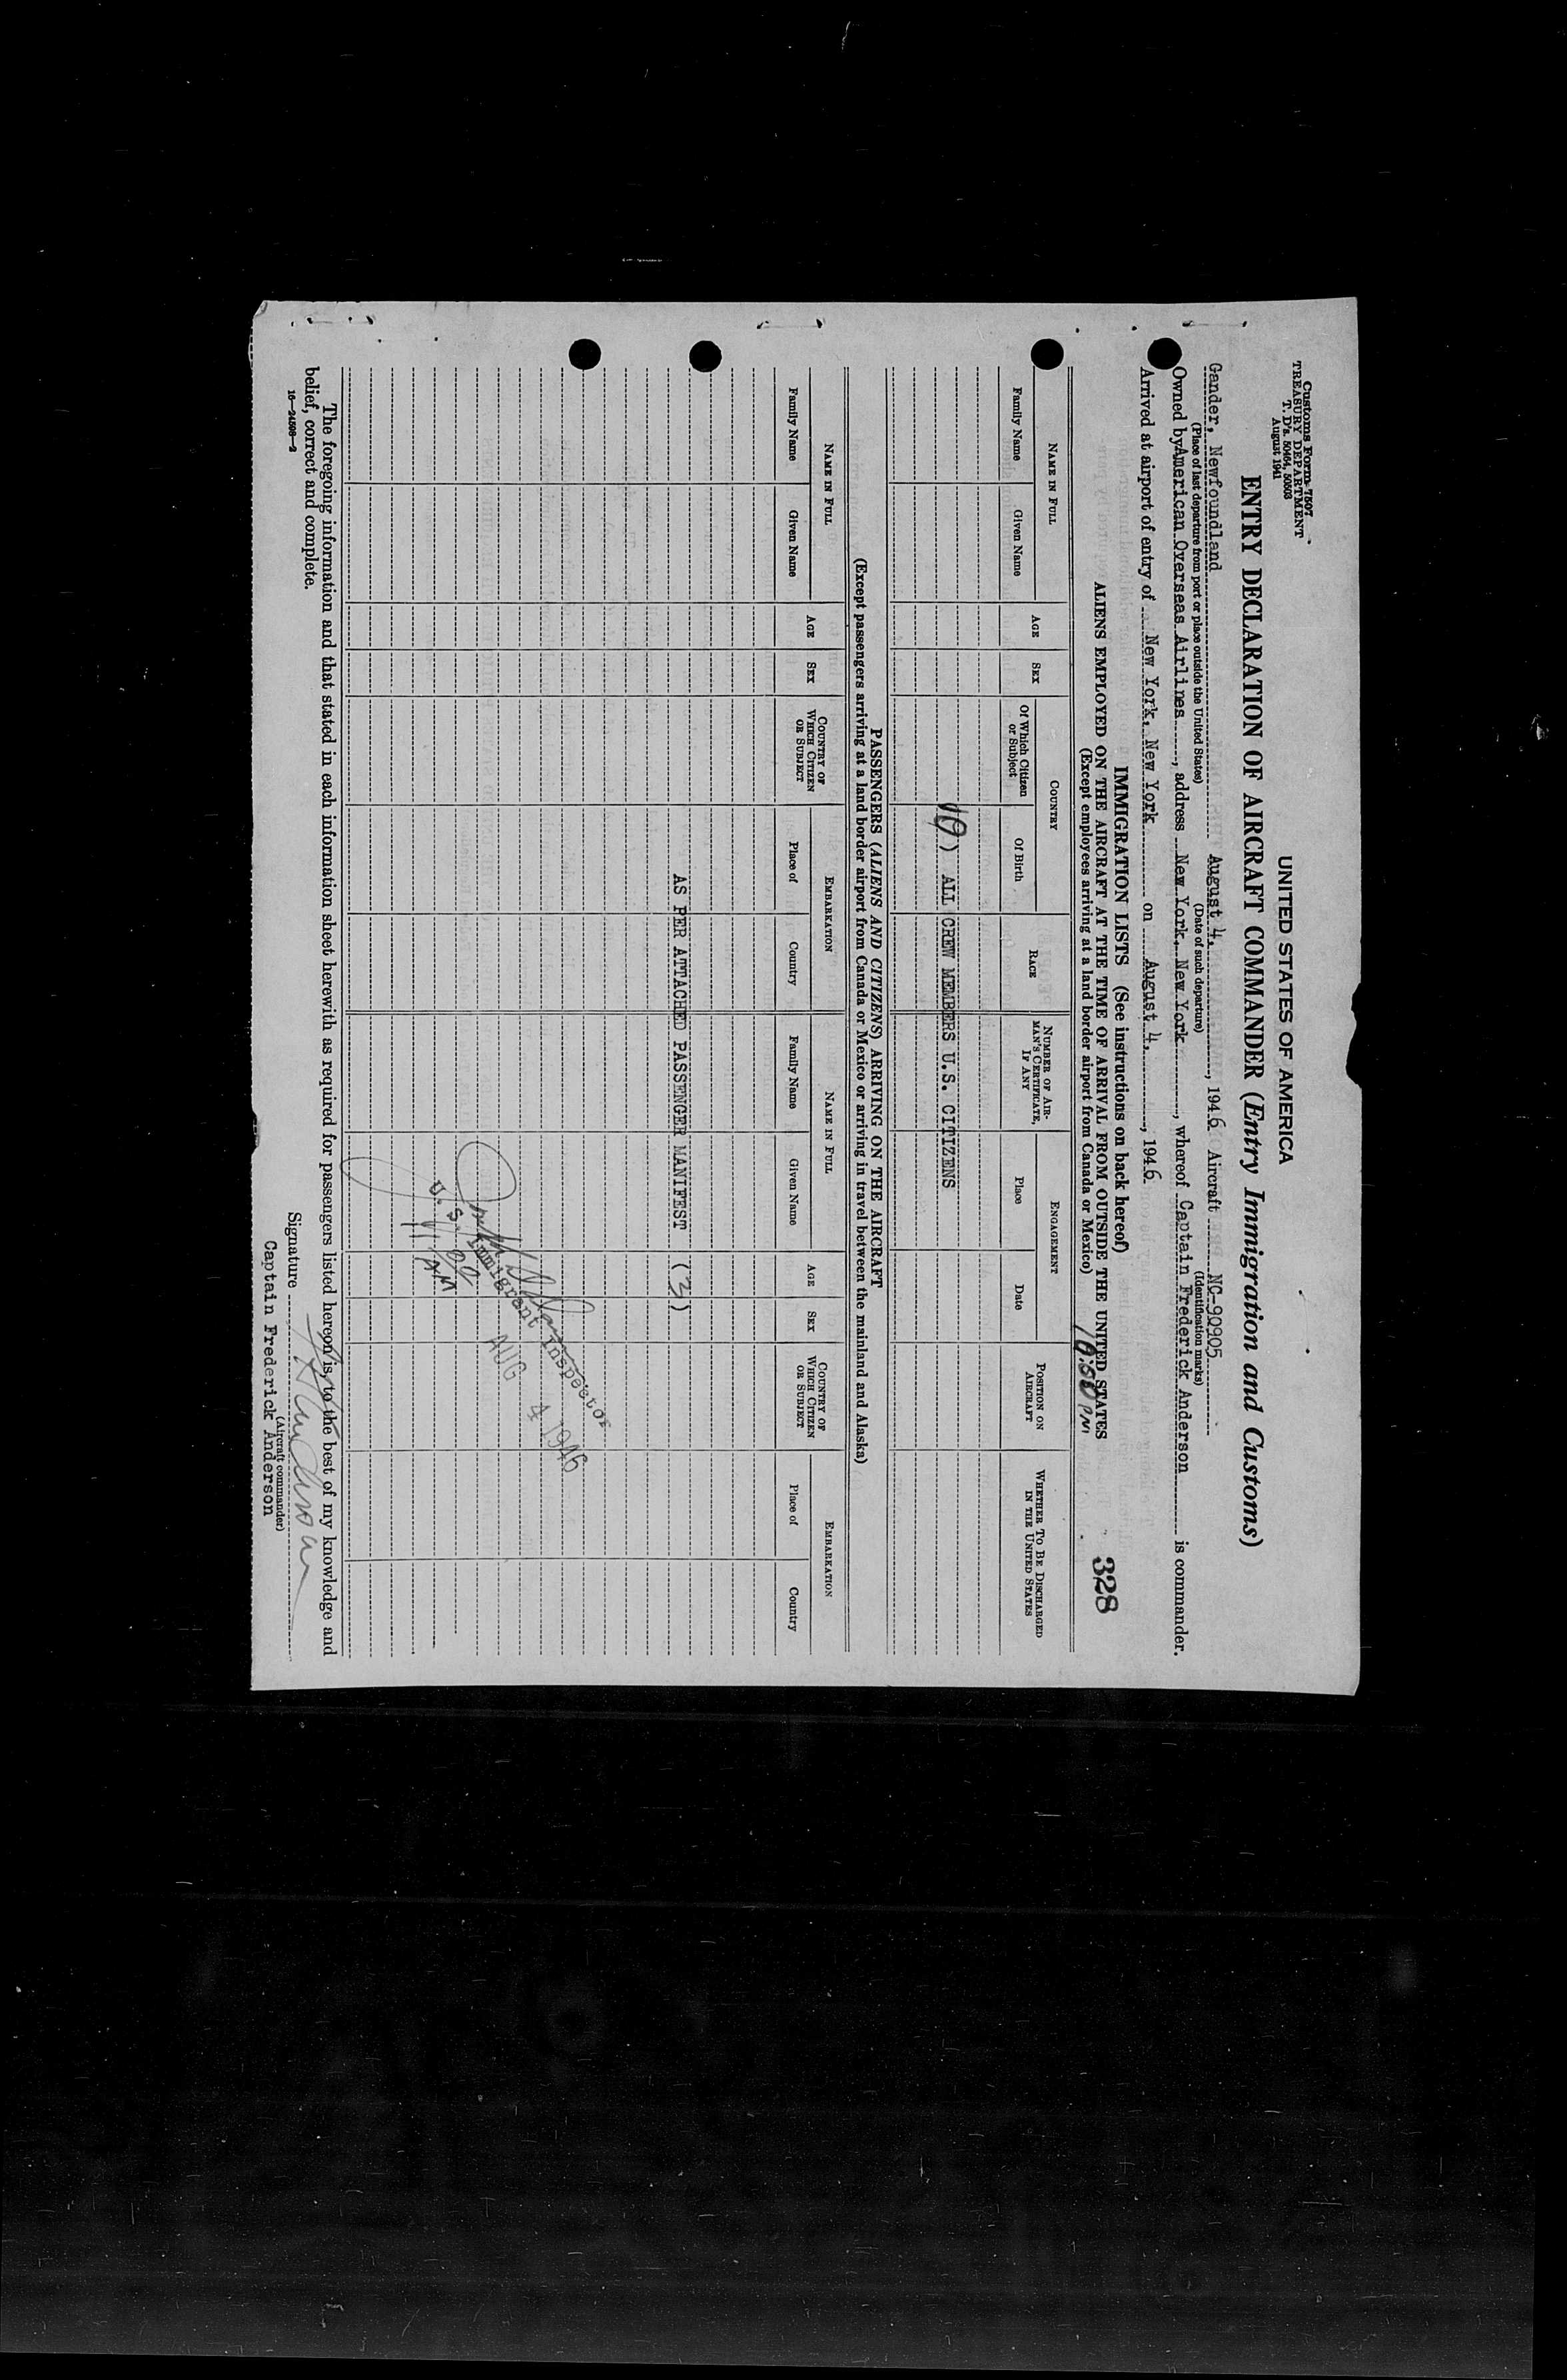 Customs Form 7507
TREASURY DEPARTMENT
T. D's. 50464, 50503
August 1941
UNITED STATES OF AMERICA
ENTRY DECLARATION OF AIRCRAFT COMMANDER (Entry Immigration and Customs)
Gander, Newfoundland August 4, 1946 Aircraft NC-90905
(Place of last departure from port or place outside the United States) (Date of such departure) (Identification marks)
Owned by American Overseas Airlines, address New York, New York, whereof Captain Frederick Anderson is commander.
Arrived at airport of entry of New York, New York on August 4, 1946
IMMIGRATION LISTS (See instructions on back hereof)
328
ALIENS EMPLOYED ON THE AIRCRAFT AT THE TIME OF ARRIVAL FROM OUTSIDE THE UNITED STATES
(Except employees arriving at a land border airport from Canada or Mexico)
PM
NAME IN FULL AGE SEX COUNTRY RACE NUMBER OF AIRMAN'S CERTIFICATE, IF ANY ENGAGEMENT POSITION ON AIRCRAFT WHETHER TO BE DISCHARGED IN THE UNITED STATES
Family Name Given Name Of Which Citizen or Subject Of Birth Place Date
(10) ALL CREW MEMBERS U.S. CITIZENS
PASSENGERS (ALIENS AND CITIZENS) ARRIVING ON THE AIRCRAFT
(Except passengers arriving at a land border airport from Canada or Mexico or arriving in travel between the mainland and Alaska)
NAME IN FULL AGE SEX COUNTRY OF WHICH CITIZEN OR SUBJECT EMBARKATION NAME IN FULL AGE SEX COUNTRY OF WHICH CITIZEN OR SUBJECT EMBARKATION
Family Name Given Name Place of Country Family Name Given Name Place of Country
AS PER ATTACHED PASSENGER MANIFEST (3)
U. S. Immigrant Inspector
AUG 4 1946
The foregoing information and that stated in each information sheet herewith as required for passengers listed hereon is, to the best of my knowledge and
belief, correct and complete.
16—24598-2
Signature
(Aircraft commander)
Captain Frederick Anderson